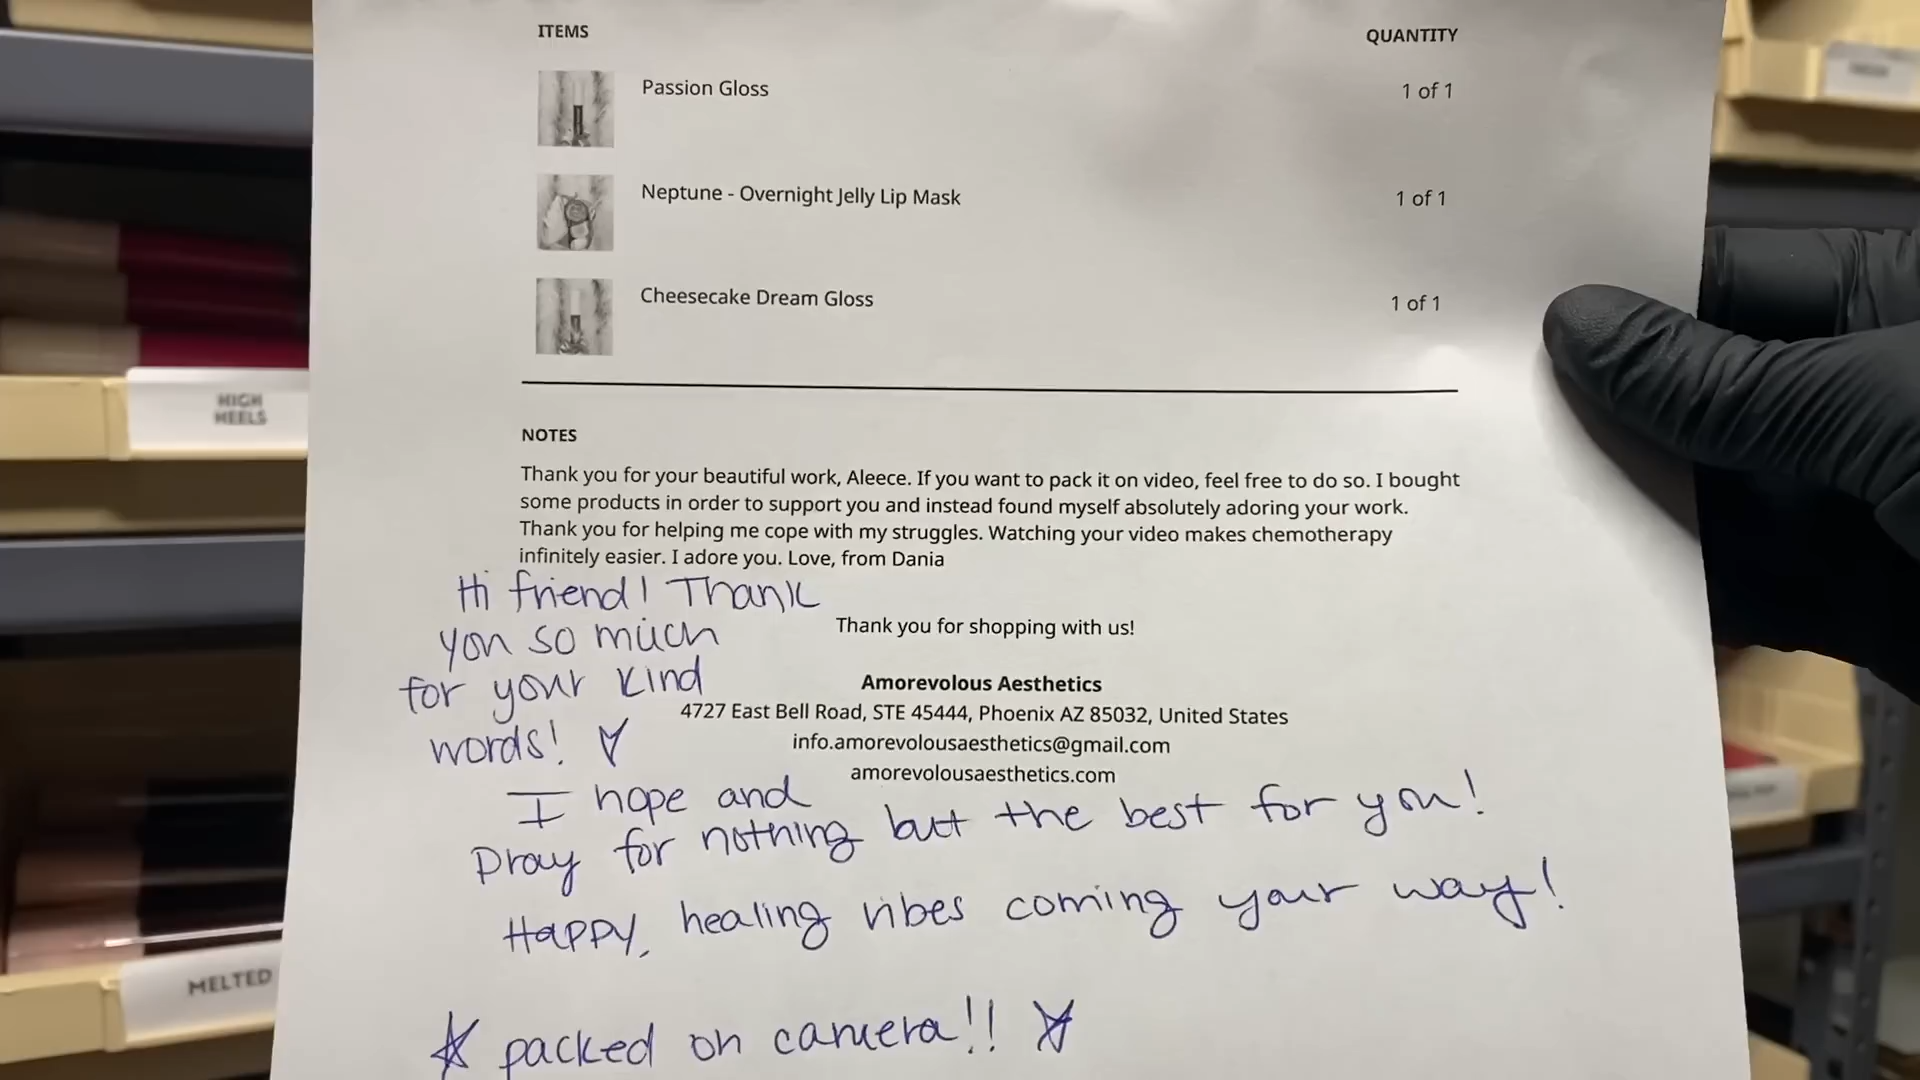 ITEMS QUANTITY
Passion Gloss 1 of 1
Neptune - Overnight Jelly Lip Mask 1 of 1
Cheesecake Dream Gloss 1 of 1
HIGH
HEELS
NOTES
Thank you for your beautiful work, Aleece. If you want to pack it on video, feel free to do so. I bought
some products in order to support you and instead found myself absolutely adoring your work.
Thank you for helping me cope with my struggles. Watching your video makes chemotherapy
infinitely easier. I adore you. Love, from Dania
Hi friend! Thank
you so much
for your kind
words!
Thank you for shopping with us!
Amorevolous Aesthetics
4727 East Bell Road, STE 45444, Phoenix AZ 85032, United States
info.amorevolousaesthetics@gmail.com
amorevolousaesthetics.com
I hope and
pray for nothing but the best for you!
Happy, healing vibes coming your way!
MELTED
packed on camera!!